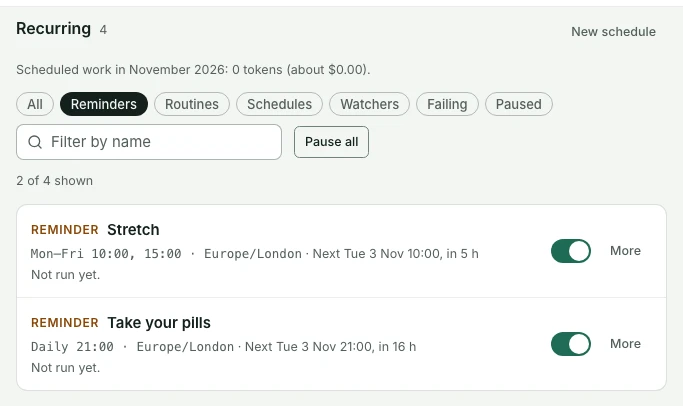 Recurring 4
New schedule
Scheduled work in November 2026: 0 tokens (about $0.00).
All Reminders Routines Schedules Watchers Failing Paused
Filter by name
Pause all
2 of 4 shown
REMINDER Stretch
Mon–Fri 10:00, 15:00 · Europe/London · Next Tue 3 Nov 10:00, in 5 h
Not run yet.
More
REMINDER Take your pills
Daily 21:00 · Europe/London · Next Tue 3 Nov 21:00, in 16 h
Not run yet.
More